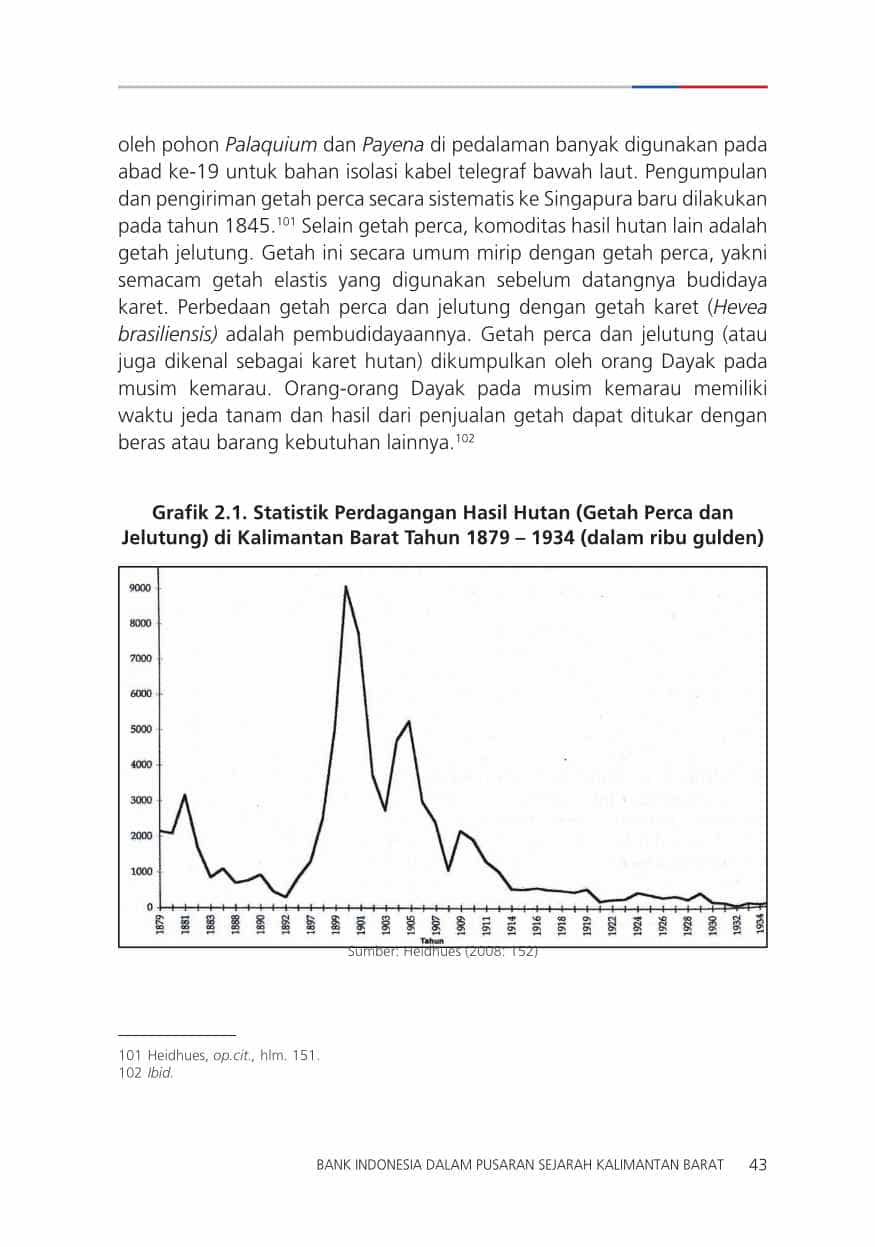 oleh pohon Palaquium dan Payena di pedalaman banyak digunakan pada
abad ke-19 untuk bahan isolasi kabel telegraf bawah laut. Pengumpulan
dan pengiriman getah perca secara sistematis ke Singapura baru dilakukan
pada tahun 1845.101 Selain getah perca, komoditas hasil hutan lain adalah
getah jelutung. Getah ini secara umum mirip dengan getah perca, yakni
semacam getah elastis yang digunakan sebelum datangnya budidaya
karet. Perbedaan getah perca dan jelutung dengan getah karet (Hevea
brasiliensis) adalah pembudidayaannya. Getah perca dan jelutung (atau
juga dikenal sebagai karet hutan) dikumpulkan oleh orang Dayak pada
musim kemarau. Orang-orang Dayak pada musim kemarau memiliki
waktu jeda tanam dan hasil dari penjualan getah dapat ditukar dengan
beras atau barang kebutuhan lainnya.102
Grafik 2.1. Statistik Perdagangan Hasil Hutan (Getah Perca dan
Jelutung) di Kalimantan Barat Tahun 1879 – 1934 (dalam ribu gulden)
9000
8000
7000
6000
5000
4000
3000
2000
1000
0
1879 1881 1883 1888 1890 1892 1897 1899 1901 1903 1905 1907 1909 1911 1914 1916 1918 1919 1922 1924 1926 1928 1930 1932 1934
Tahun
Sumber: Heidhues (2008: 152)
101 Heidhues, op.cit., hlm. 151.
102 Ibid.
BANK INDONESIA DALAM PUSARAN SEJARAH KALIMANTAN BARAT 43